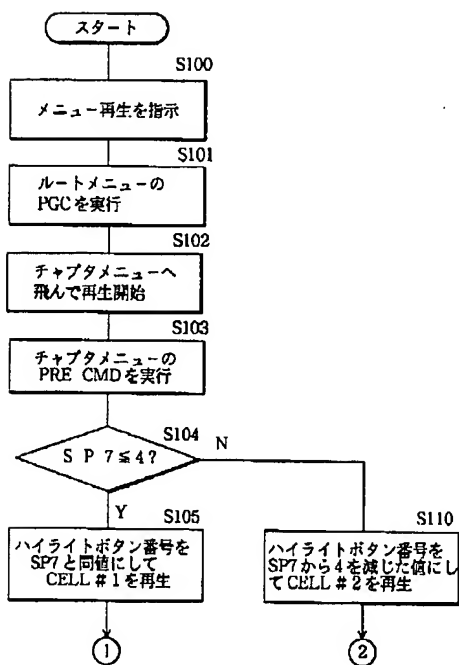 スタート
S100
メニュー再生を指示
S101
ルートメニューの
PGCを実行
S102
チャプタメニューへ
飛んで再生開始
S103
チャプタメニューの
PRE CMDを実行
S104
SP7≦4?
N
Y
S105
ハイライトボタン番号を
SP7と同値にして
CELL #1を再生
S110
ハイライトボタン番号を
SP7から4を減じた値にし
てCELL #2を再生
1
2